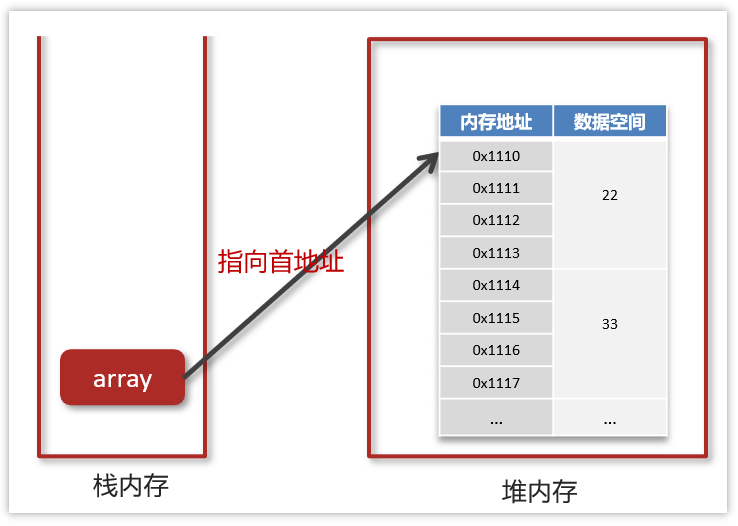 内存地址 数据空间
0x1110
0x1111
22
0x1112
0x1113
指向首地址
0x1114
0x1115
33
0x1116
0x1117
array
... ...
栈内存
堆内存